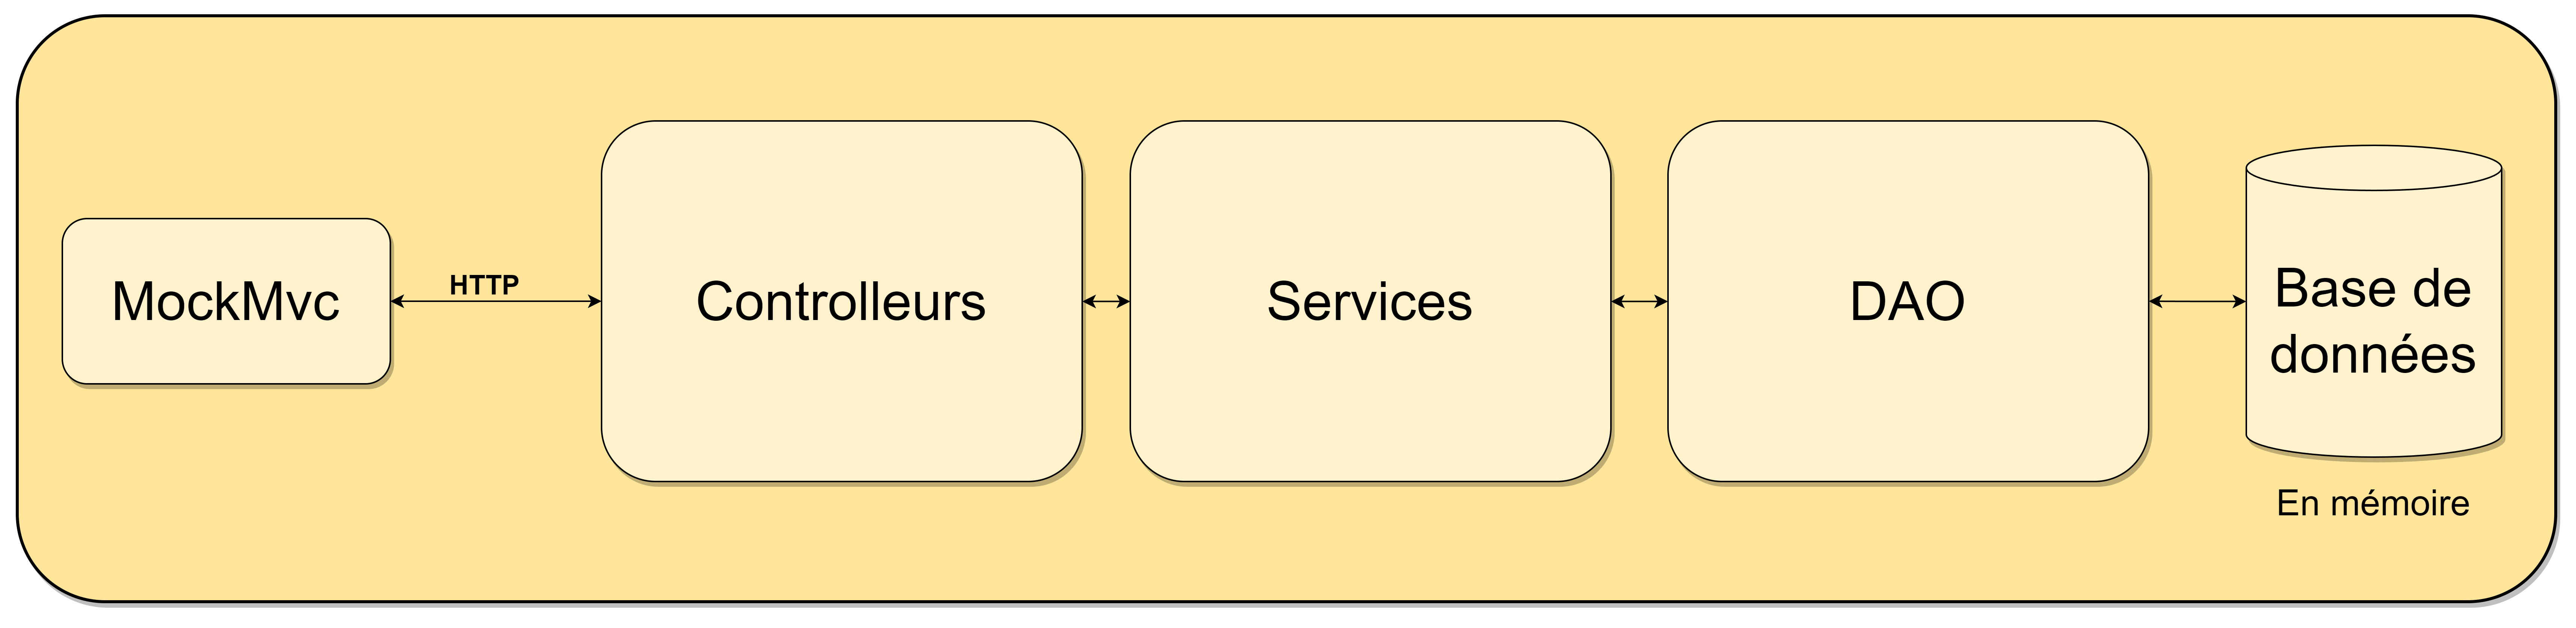 MockMvc
HTTP
Controlleurs
Services
DAO
Base de
données
En mémoire